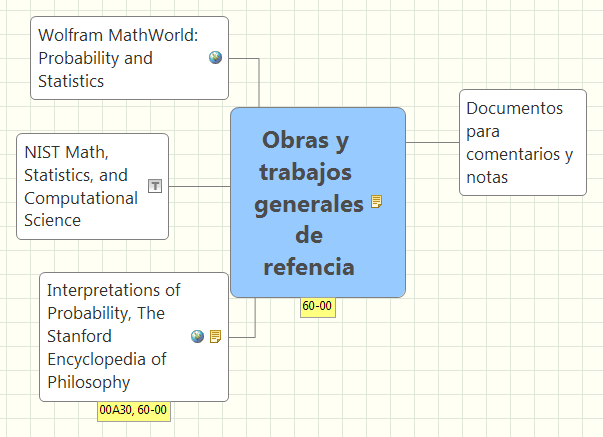 Wolfram MathWorld:
Probability and
Statistics
NIST Math,
Statistics, and
Computational
Science
T
Interpretations of
Probability, The
Stanford
Encyclopedia of
Philosophy
00A30, 60-00
Obras y
trabajos
generales
de
refencia
60-00
Documentos
para
comentarios y
notas